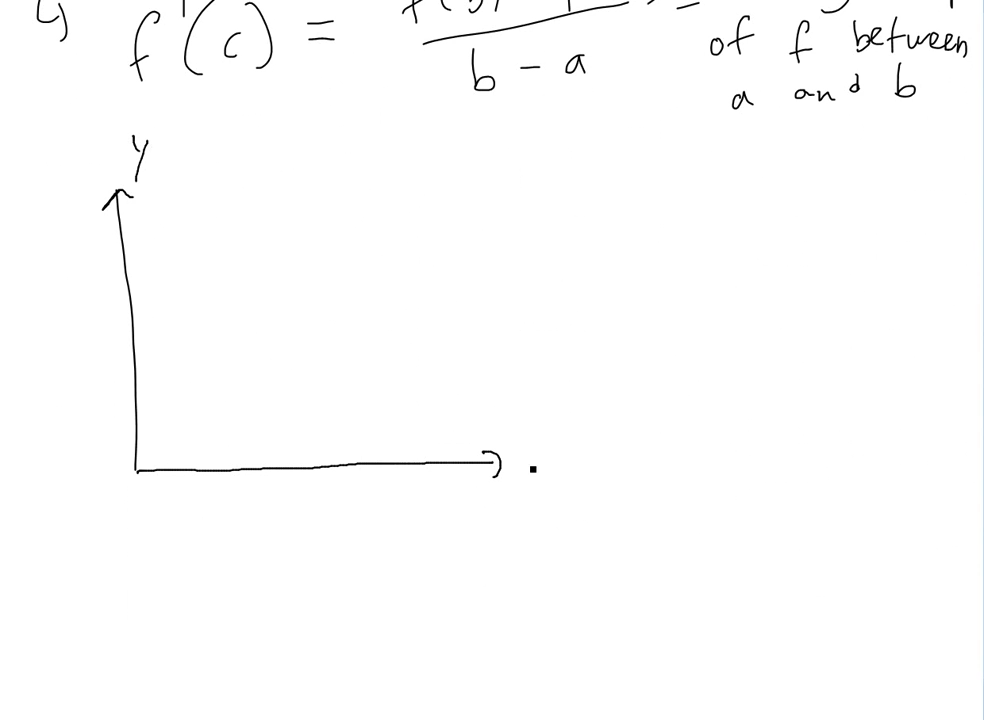 f'(c) = b - a
of f between
a and b
y